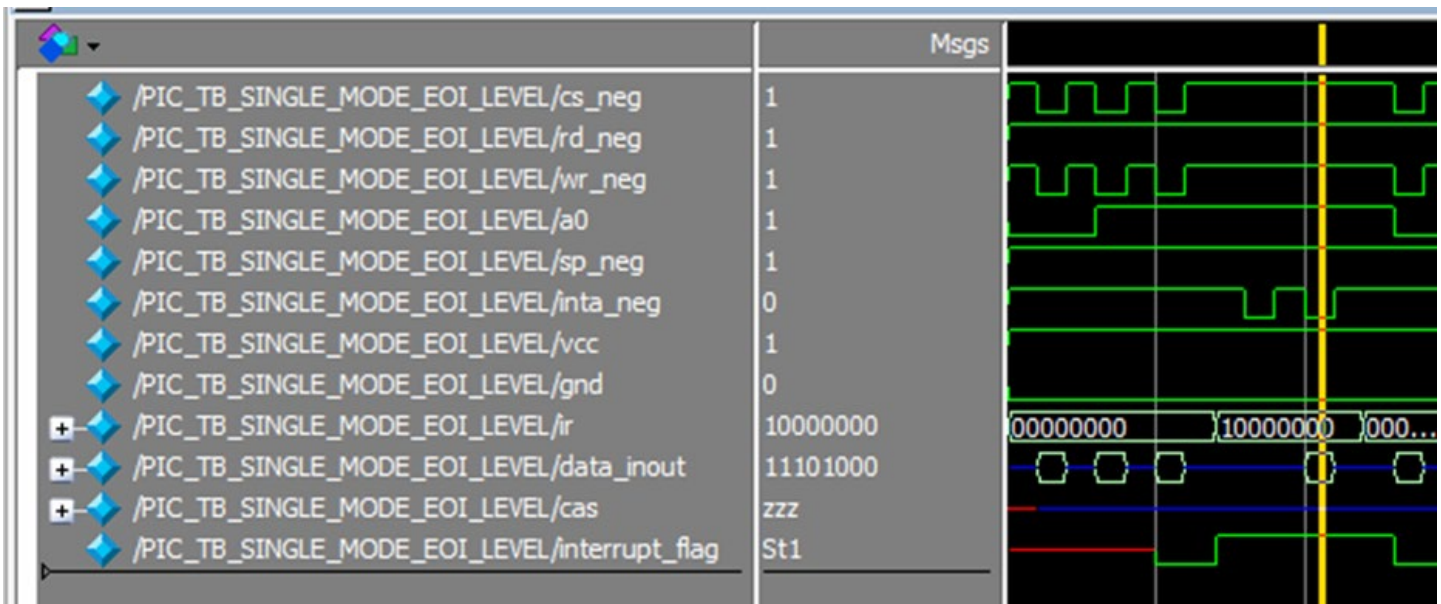 Msgs
/PIC_TB_SINGLE_MODE_EOI_LEVEL/cs_neg 1
/PIC_TB_SINGLE_MODE_EOI_LEVEL/rd_neg 1
/PIC_TB_SINGLE_MODE_EOI_LEVEL/wr_neg 1
/PIC_TB_SINGLE_MODE_EOI_LEVEL/a0 1
/PIC_TB_SINGLE_MODE_EOI_LEVEL/sp_neg 1
/PIC_TB_SINGLE_MODE_EOI_LEVEL/inta_neg 0
/PIC_TB_SINGLE_MODE_EOI_LEVEL/vcc 1
/PIC_TB_SINGLE_MODE_EOI_LEVEL/gnd 0
/PIC_TB_SINGLE_MODE_EOI_LEVEL/ir 10000000 00000000 10000000 000...
/PIC_TB_SINGLE_MODE_EOI_LEVEL/data_inout 11101000
/PIC_TB_SINGLE_MODE_EOI_LEVEL/cas zzz
/PIC_TB_SINGLE_MODE_EOI_LEVEL/interrupt_flag St1